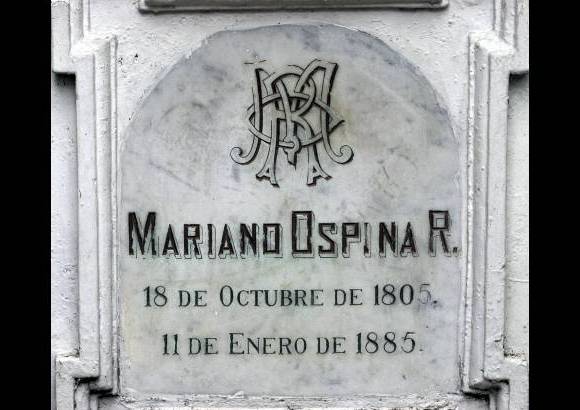 MARIANO OSPINA R.
18 DE OCTUBRE DE 1805.
11 DE ENERO DE 1885.